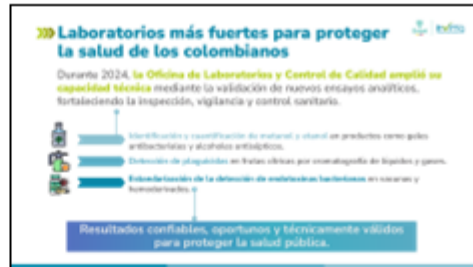 Laboratorios más fuertes para proteger
la salud de los colombianos
invima
Durante 2024, la Oficina de Laboratorios y Control de Calidad amplió su
capacidad técnica mediante la validación de nuevos ensayos analíticos,
fortaleciendo la inspección, vigilancia y control sanitario.
Identificación y cuantificación de metanol y etanol en productos como geles
antibacteriales y alcoholes antisépticos.
Detección de plaguicidas en frutas cítricas por cromatografía de líquidos y gases.
Estandarización de la detección de endotoxinas bacterianas en vacunas y
hemoderivados.
Resultados confiables, oportunos y técnicamente válidos
para proteger la salud pública.